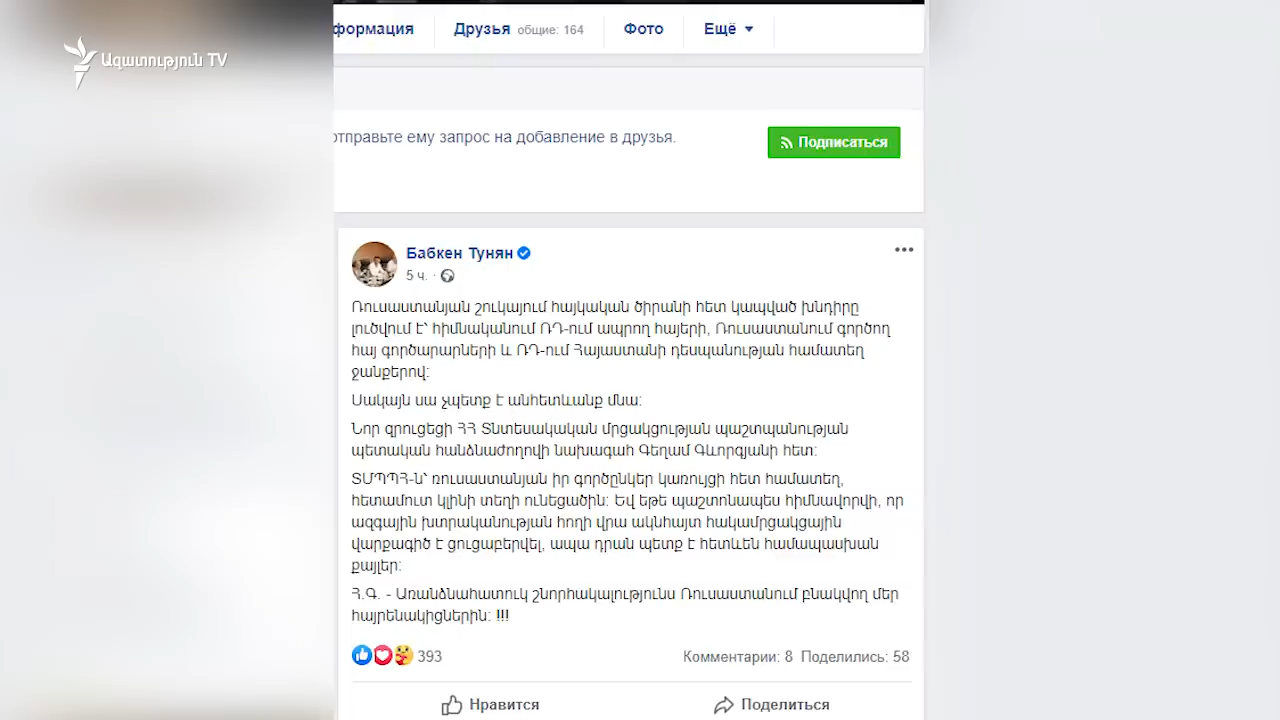 формация
Друзья общие: 164
Фото
Ещё
Ազատություն TV
отправьте ему запрос на добавление в друзья.
Подписаться
Бабкен Тунян
5 ч. ·
Ռուսաստանյան շուկայում հայկական ծիրանի հետ կապված խնդիրը
լուծվում է՝ հիմնականում ՌԴ-ում ապրող հայերի, Ռուսաստանում գործող
հայ գործարարների և ՌԴ-ում Հայաստանի դեսպանության համատեղ
ջանքերով:
Սակայն սա չպետք է անհետևանք մնա:
Նոր զրուցեցի ՀՀ Տնտեսակական մրցակցության պաշտպանության
պետական հանձնաժողովի նախագահ Գեղամ Գևորգյանի հետ:
ՏՄՊՊՀ-ն՝ ռուսաստանյան իր գործընկեր կառույցի հետ համատեղ,
հետամուտ կլինի տեղի ունեցածին: Եվ եթե պաշտոնապես հիմնավորվի, որ
ազգային խտրականության հողի վրա ակնհայտ հակամրցակցային
վարքագիծ է ցուցաբերվել, ապա դրան պետք է հետևեն համապասխան
քայլեր:
Հ.Գ. - Առանձնահատուկ շնորհակալությունս Ռուսաստանում բնակվող մեր
հայրենակիցներին: !!!
393
Комментарии: 8 Поделились: 58
Нравится
Поделиться